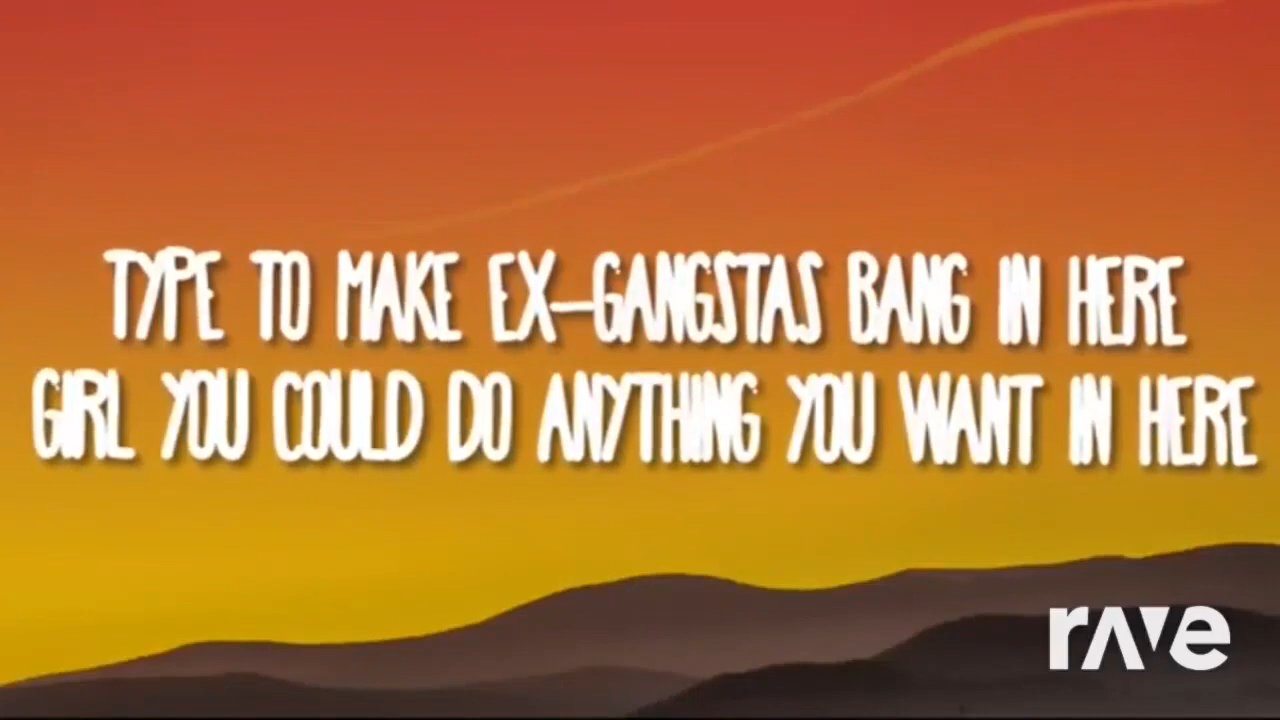 TYPE TO MAKE EX-GANGSTAS BANG IN HERE
GIRL YOU COULD DO ANYTHING YOU WANT IN HERE
rave